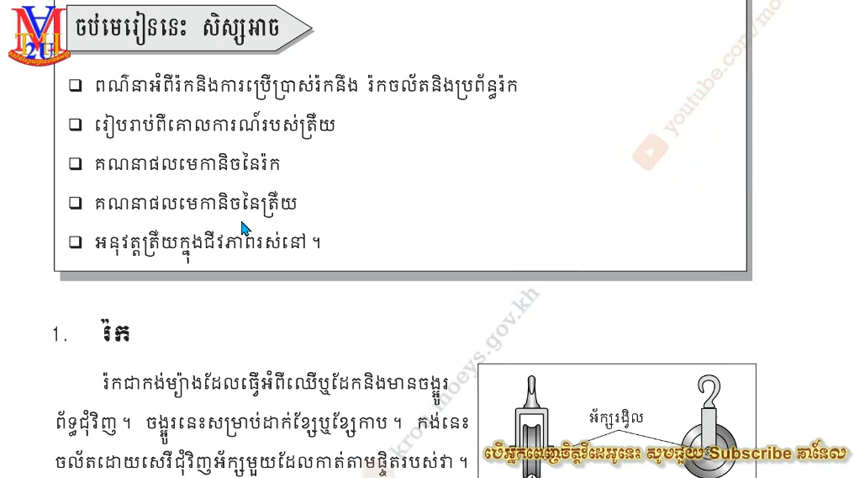 ចប់មេរៀននេះ សិស្សអាច
ពណ៌នាអំពីរ៉កនិងការប្រើប្រាស់រ៉កនឹង រ៉កចល័តនិងប្រព័ន្ធរ៉ក
រៀបរាប់ពីគោលការណ៍របស់ត្រឹយ
គណនាផលមេកានិចនៃរ៉ក
គណនាផលមេកានិចនៃត្រឹយ
អនុវត្តត្រឹយក្នុងជីវភាពរស់នៅ ។
youtube.com/mo
1. រ៉ក
រ៉កជាកង់ម្យ៉ាងដែលធ្វើអំពីឈើឬដែកនិងមានចង្អូរ
ព័ទ្ធជុំវិញ ។ ចង្អូរនេះសម្រាប់ដាក់ខ្សែឬខ្សែកាប ។ កង់នេះ
ចល័តដោយសេរីជុំវិញអ័ក្សមួយដែលកាត់តាមផ្ចិតរបស់វា ។
អ័ក្សរង្វិល
krou.moeys.gov.kh
បើអ្នកពេញចិត្តវីដេអូនេះ សូមជួយ Subscribe ឆានែល